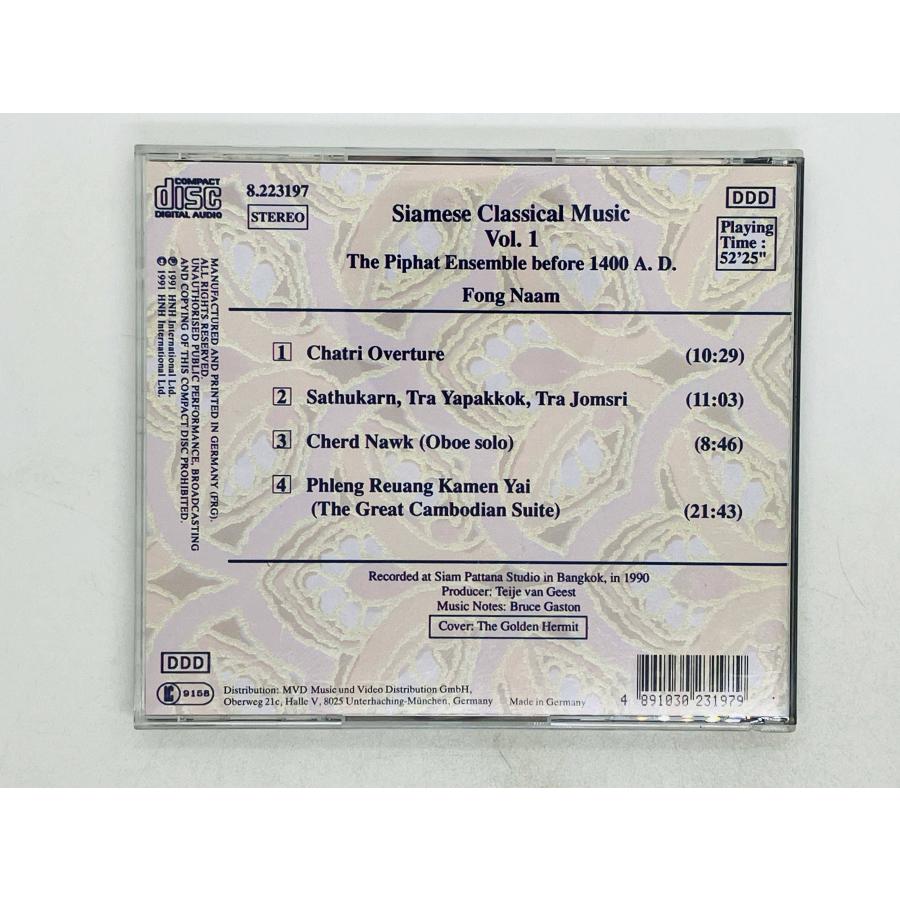 COMPACT
disc
DIGITAL AUDIO
8.223197
STEREO
DDD
Playing
Time :
52'25"
Siamese Classical Music
Vol. 1
The Piphat Ensemble before 1400 A. D.
Fong Naam
1 Chatri Overture (10:29)
2 Sathukarn, Tra Yapakkok, Tra Jomsri (11:03)
3 Cherd Nawk (Oboe solo) (8:46)
4 Phleng Reuang Kamen Yai
(The Great Cambodian Suite) (21:43)
Recorded at Siam Pattana Studio in Bangkok, in 1990
Producer: Teije van Geest
Music Notes: Bruce Gaston
Cover: The Golden Hermit
MANUFACTURED AND PRINTED IN GERMANY (FRG).
ALL RIGHTS RESERVED.
UNAUTHORISED PUBLIC PERFORMANCE, BROADCASTING
AND COPYING OF THIS COMPACT DISC PROHIBITED.
℗ 1991 HNH International Ltd.
© 1991 HNH International Ltd.
DDD
LC 9158
Distribution: MVD Music und Video Distribution GmbH,
Oberweg 21c, Halle V, 8025 Unterhaching-München, Germany Made in Germany
4 891030 231979